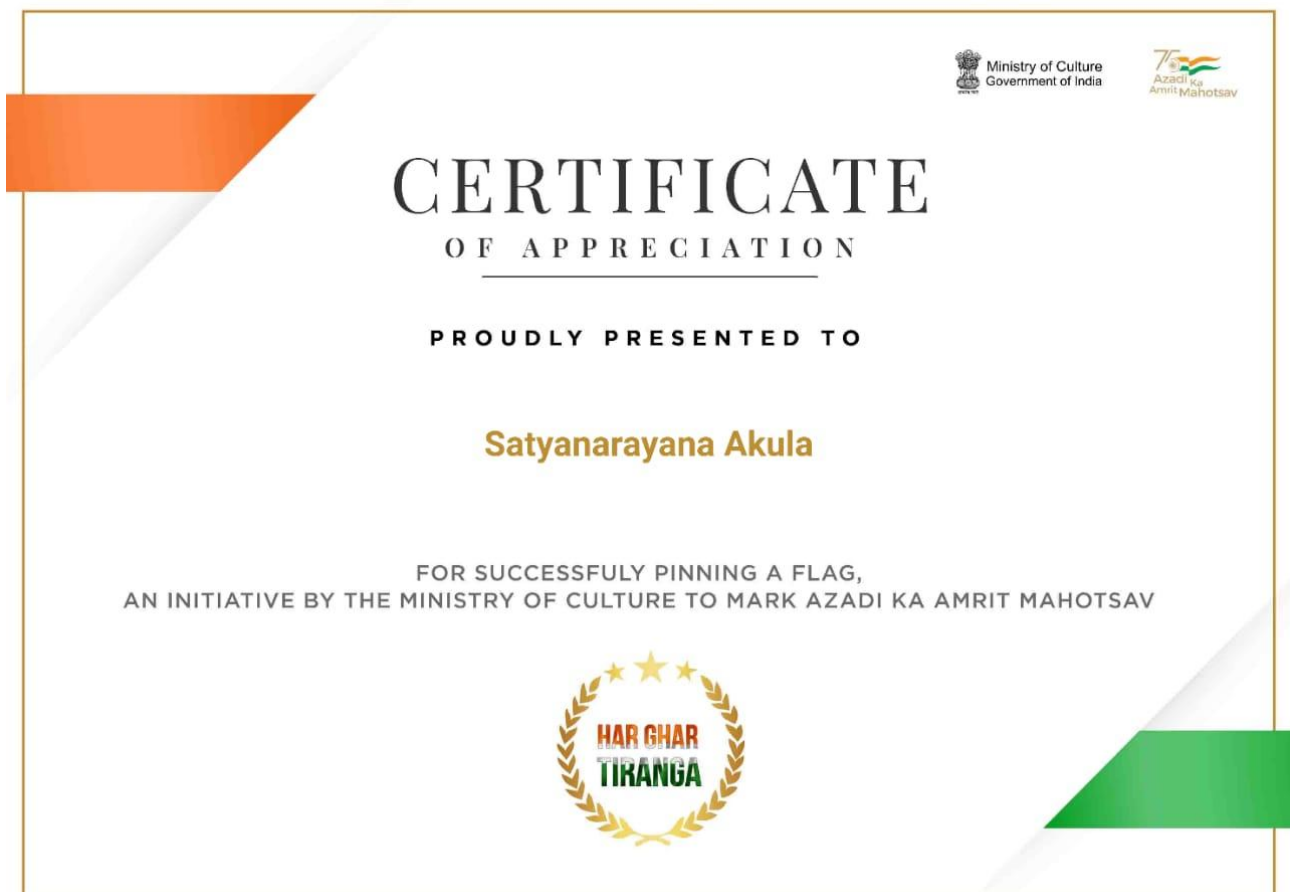 Ministry of Culture
Government of India
75
Azadi Ka
Amrit Mahotsav
CERTIFICATE
OF APPRECIATION
PROUDLY PRESENTED TO
Satyanarayana Akula
FOR SUCCESSFULY PINNING A FLAG,
AN INITIATIVE BY THE MINISTRY OF CULTURE TO MARK AZADI KA AMRIT MAHOTSAV
HAR GHAR
TIRANGA